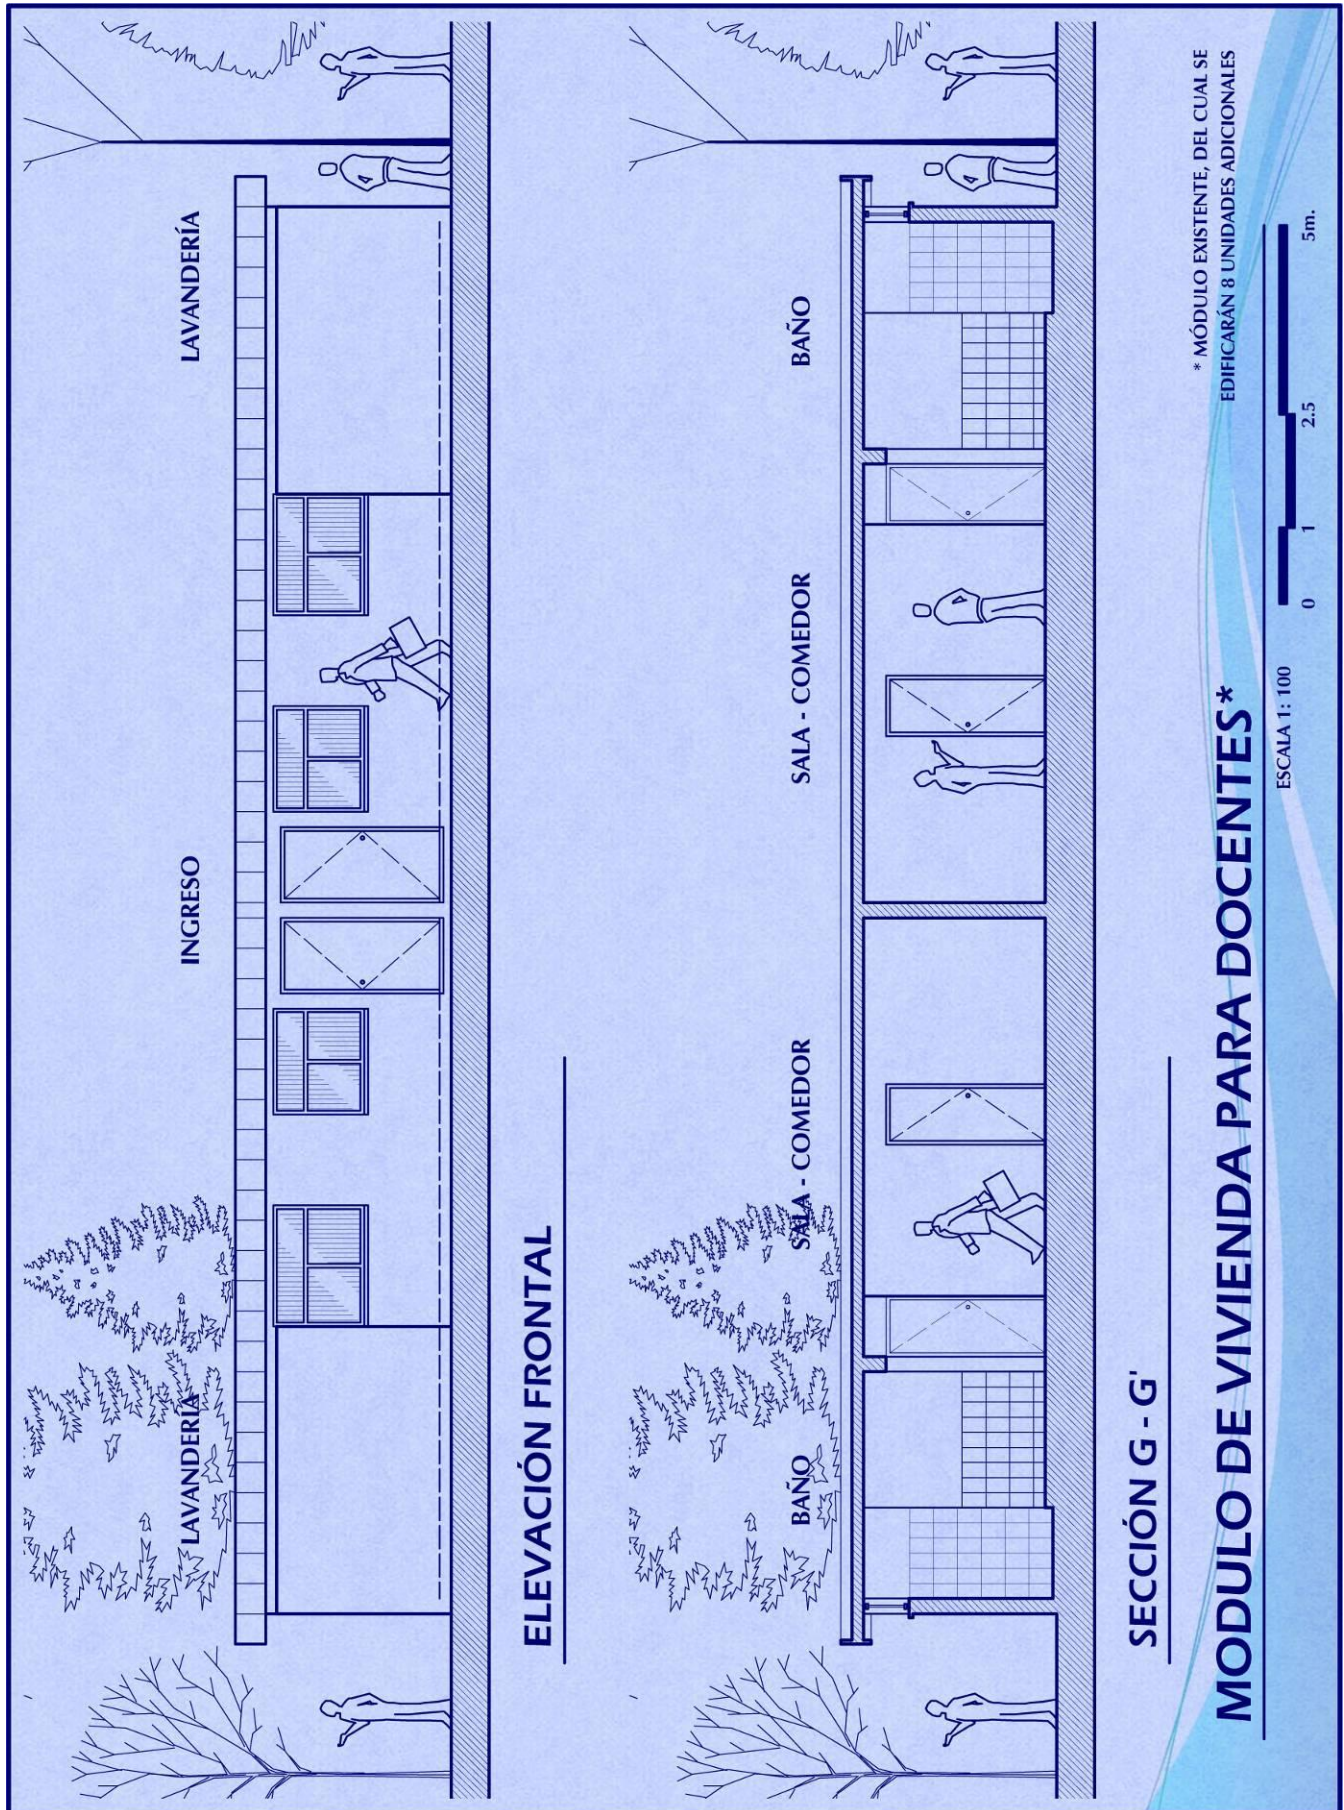 LAVANDERÍA
INGRESO
LAVANDERÍA
ELEVACIÓN FRONTAL
BAÑO
SALA - COMEDOR
SALA - COMEDOR
BAÑO
SECCIÓN G - G'
MODULO DE VIVIENDA PARA DOCENTES*
* MÓDULO EXISTENTE, DEL CUAL SE
EDIFICARÁN 8 UNIDADES ADICIONALES
ESCALA 1: 100
0 1 2.5 5m.